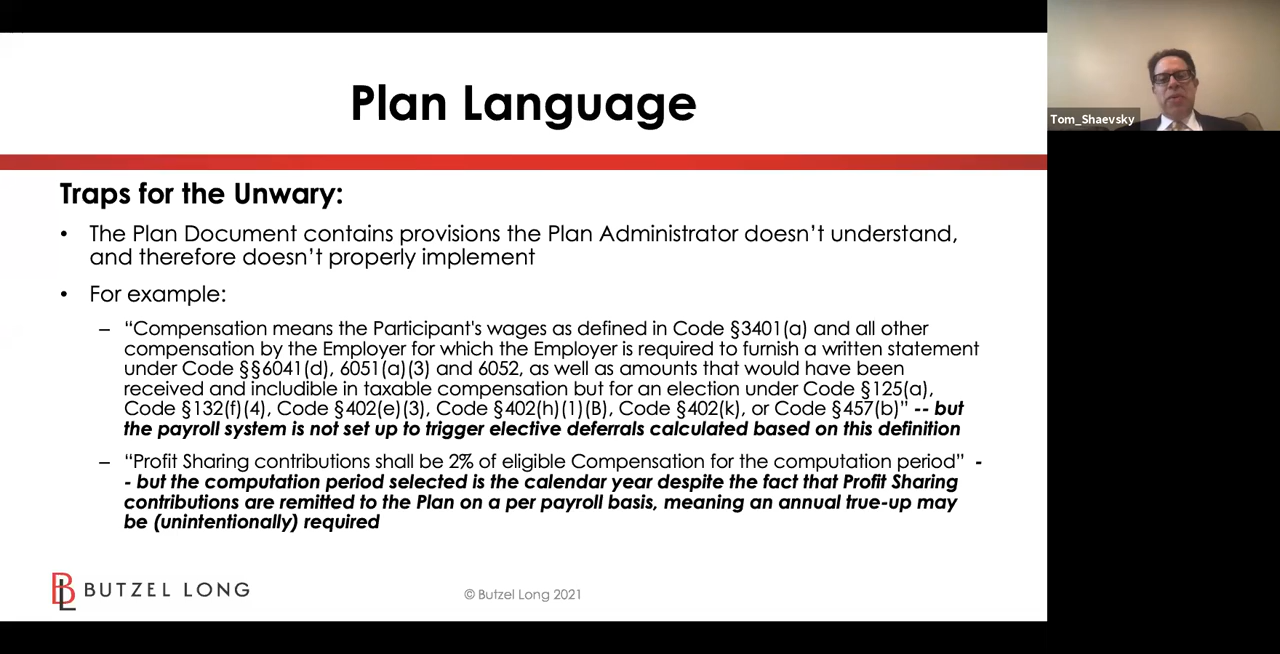 Plan Language
Tom_Shaevsky
Traps for the Unwary:
• The Plan Document contains provisions the Plan Administrator doesn’t understand,
and therefore doesn’t properly implement
• For example:
– “Compensation means the Participant's wages as defined in Code §3401(a) and all other
compensation by the Employer for which the Employer is required to furnish a written statement
under Code §§6041(d), 6051(a)(3) and 6052, as well as amounts that would have been
received and includible in taxable compensation but for an election under Code §125(a),
Code §132(f)(4), Code §402(e)(3), Code §402(h)(1)(B), Code §402(k), or Code §457(b)” -- but
the payroll system is not set up to trigger elective deferrals calculated based on this definition
– “Profit Sharing contributions shall be 2% of eligible Compensation for the computation period” -
- but the computation period selected is the calendar year despite the fact that Profit Sharing
contributions are remitted to the Plan on a per payroll basis, meaning an annual true-up may
be (unintentionally) required
BL BUTZEL LONG
© Butzel Long 2021